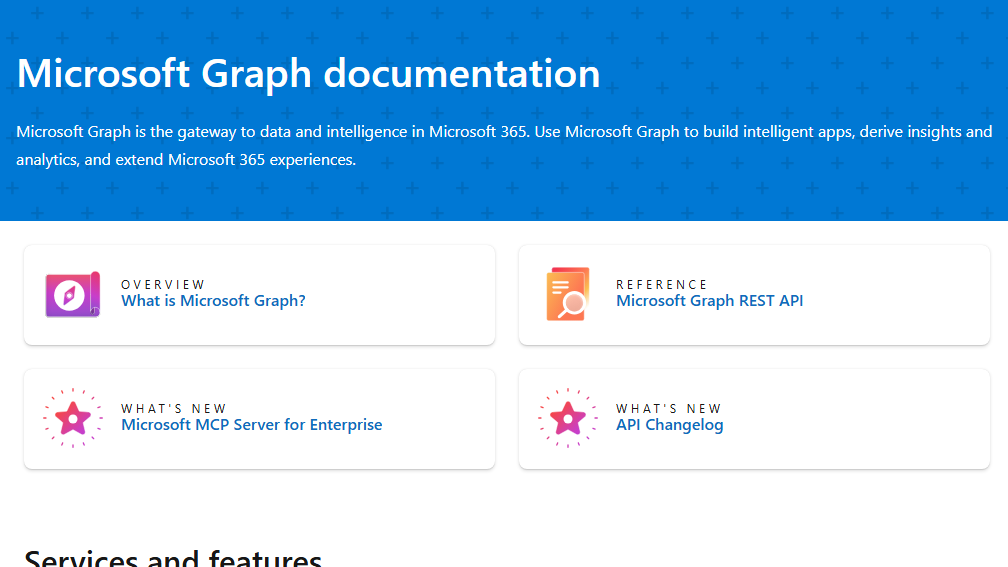 Microsoft Graph documentation
Microsoft Graph is the gateway to data and intelligence in Microsoft 365. Use Microsoft Graph to build intelligent apps, derive insights and
analytics, and extend Microsoft 365 experiences.
OVERVIEW
What is Microsoft Graph?
REFERENCE
Microsoft Graph REST API
WHAT'S NEW
Microsoft MCP Server for Enterprise
WHAT'S NEW
API Changelog
Services and features